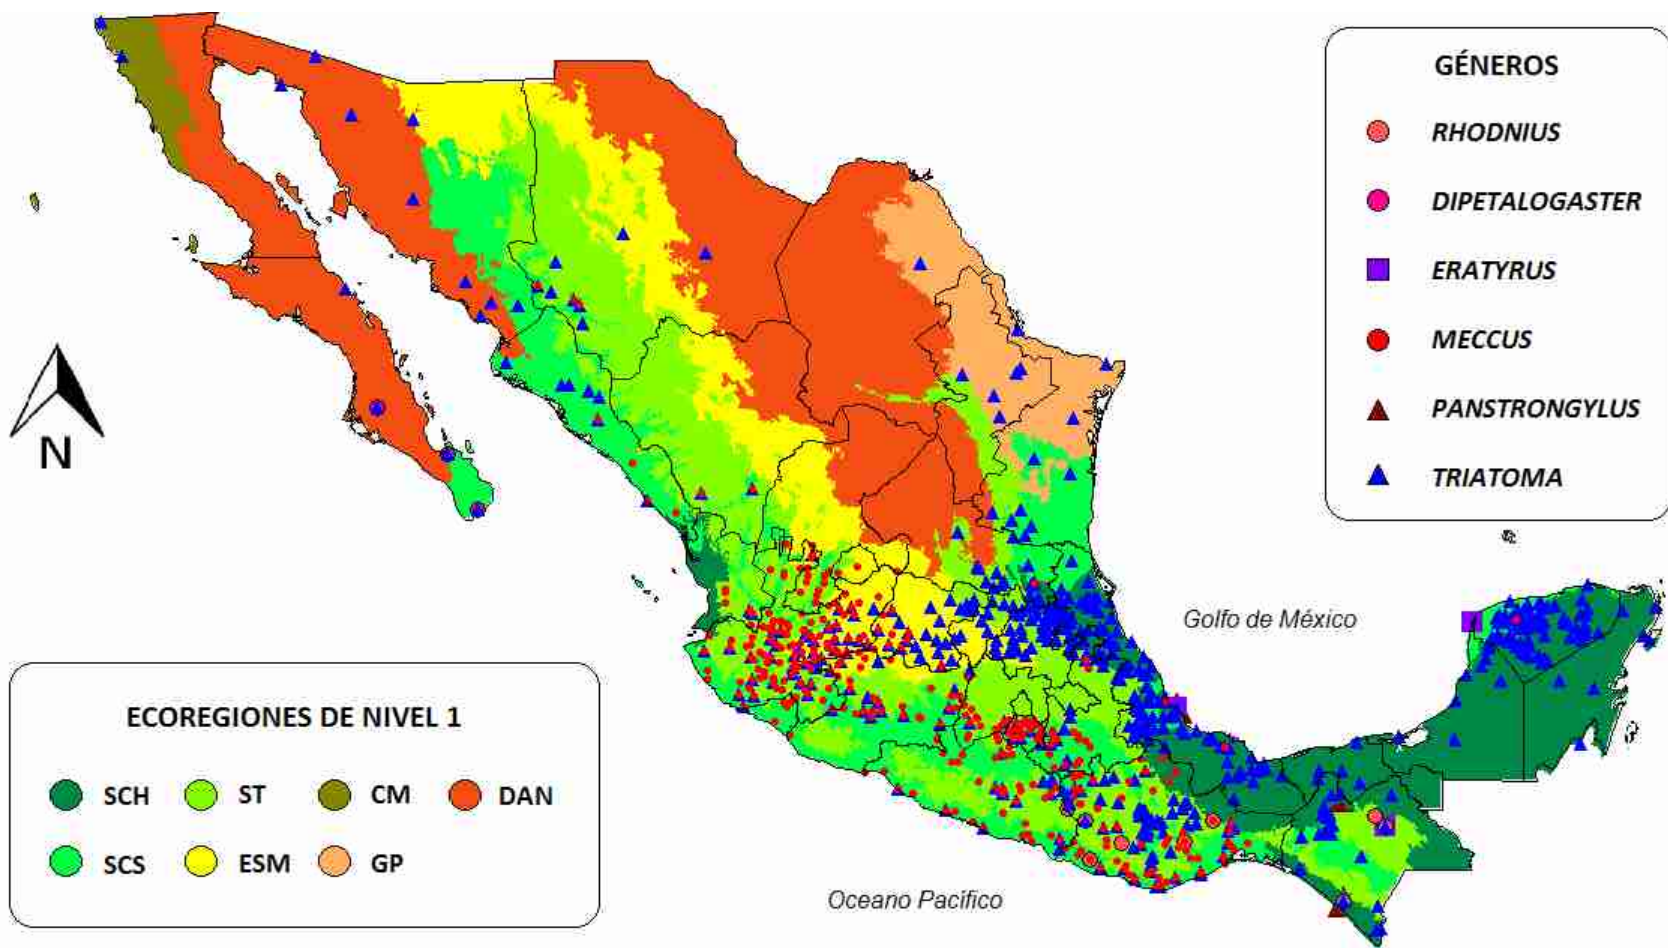 GÉNEROS
RHODNIUS
DIPETALOGASTER
ERATYRUS
MECCUS
PANSTRONGYLUS
TRIATOMA
N
Golfo de México
ECOREGIONES DE NIVEL 1
SCH ST CM DAN
SCS ESM GP
Oceano Pacífico